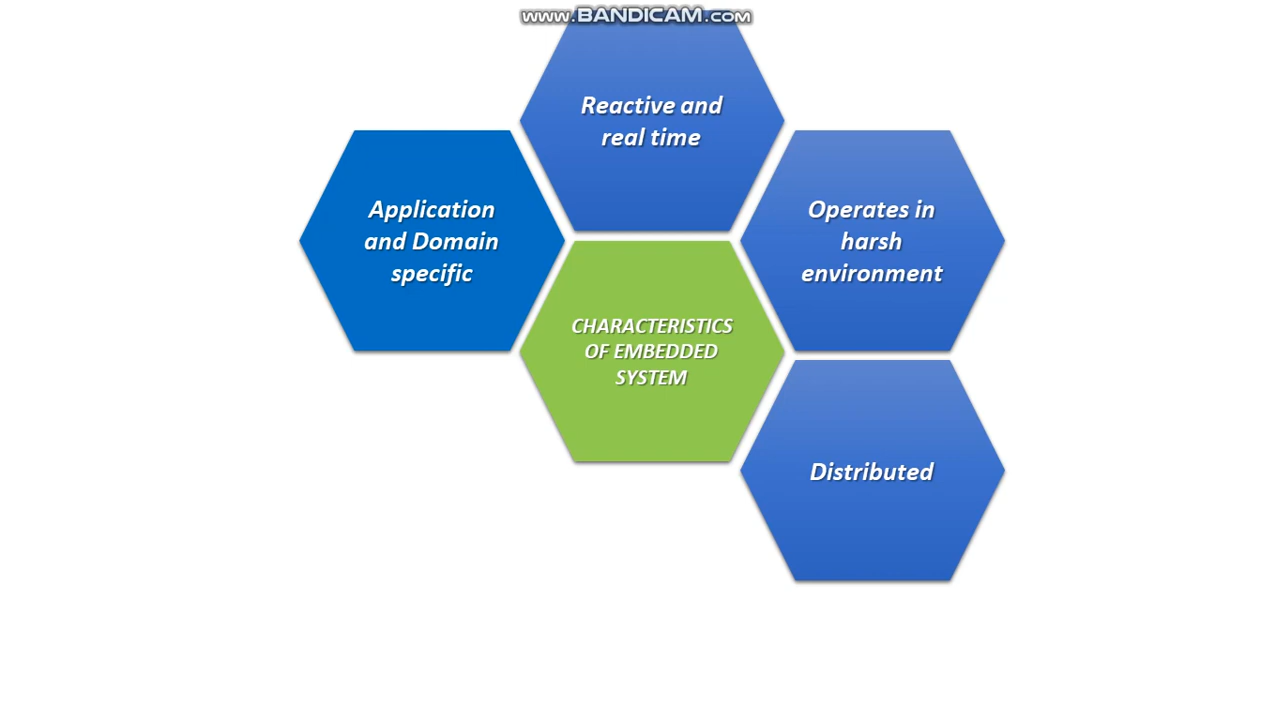 www.BANDICAM.com
Reactive and
real time
Application
and Domain
specific
Operates in
harsh
environment
CHARACTERISTICS
OF EMBEDDED
SYSTEM
Distributed